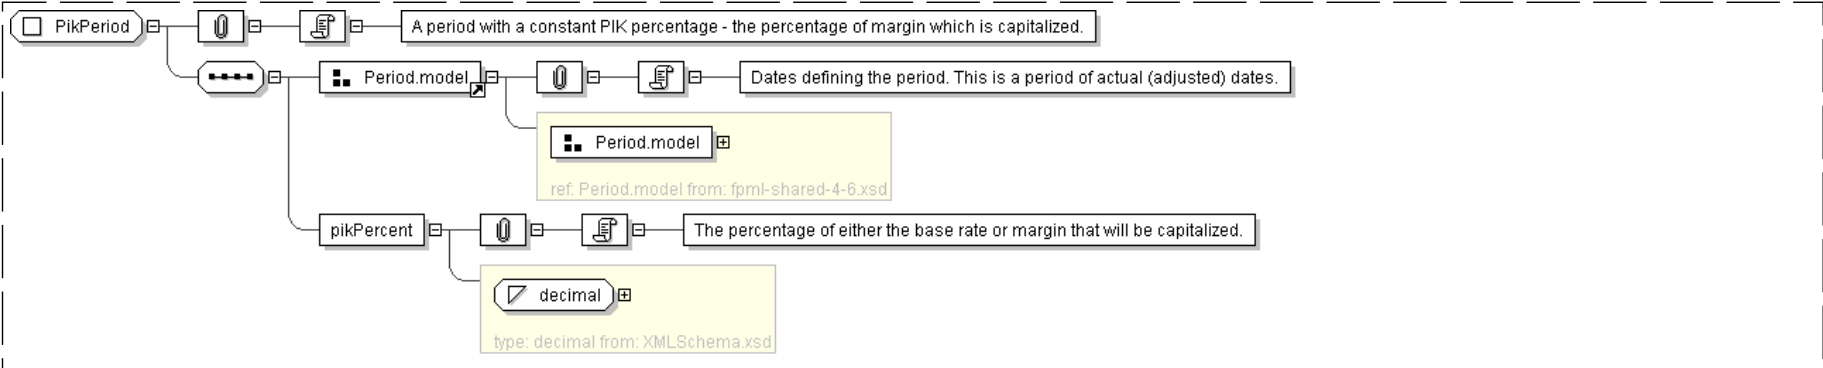 PikPeriod
A period with a constant PIK percentage - the percentage of margin which is capitalized.
Period.model
Dates defining the period. This is a period of actual (adjusted) dates.
Period.model
ref: Period.model from: fpml-shared-4-6.xsd
pikPercent
The percentage of either the base rate or margin that will be capitalized.
decimal
type: decimal from: XMLSchema.xsd